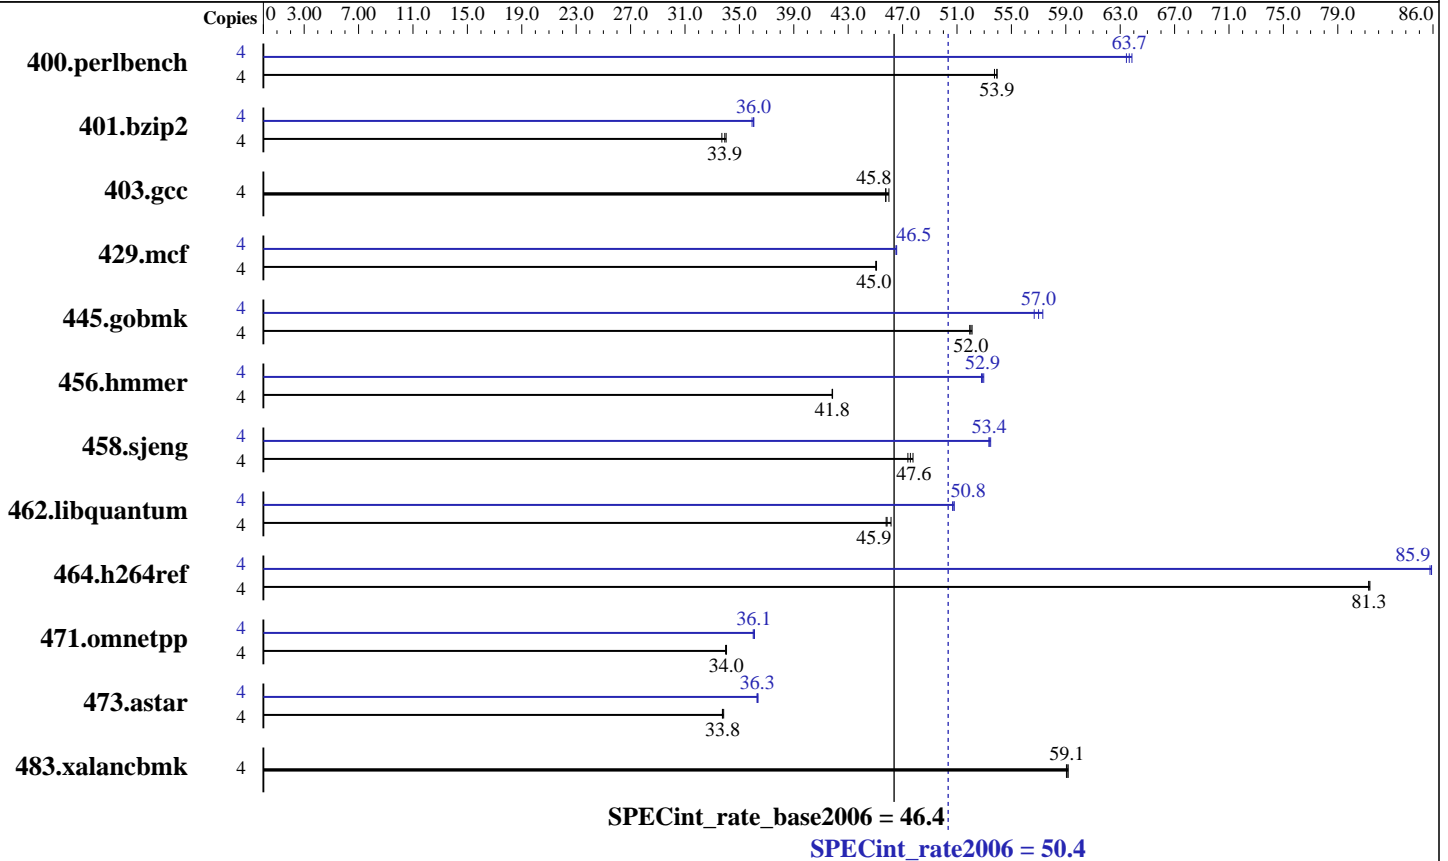 Copies 0 3.00 7.00 11.0 15.0 19.0 23.0 27.0 31.0 35.0 39.0 43.0 47.0 51.0 55.0 59.0 63.0 67.0 71.0 75.0 79.0 86.0
400.perlbench 4 63.7
4 53.9
401.bzip2 4 36.0
4 33.9
403.gcc 4 45.8
429.mcf 4 46.5
4 45.0
445.gobmk 4 57.0
4 52.0
456.hmmer 4 52.9
4 41.8
458.sjeng 4 53.4
4 47.6
462.libquantum 4 50.8
4 45.9
464.h264ref 4 85.9
4 81.3
471.omnetpp 4 36.1
4 34.0
473.astar 4 36.3
4 33.8
483.xalancbmk 4 59.1
SPECint_rate_base2006 = 46.4
SPECint_rate2006 = 50.4